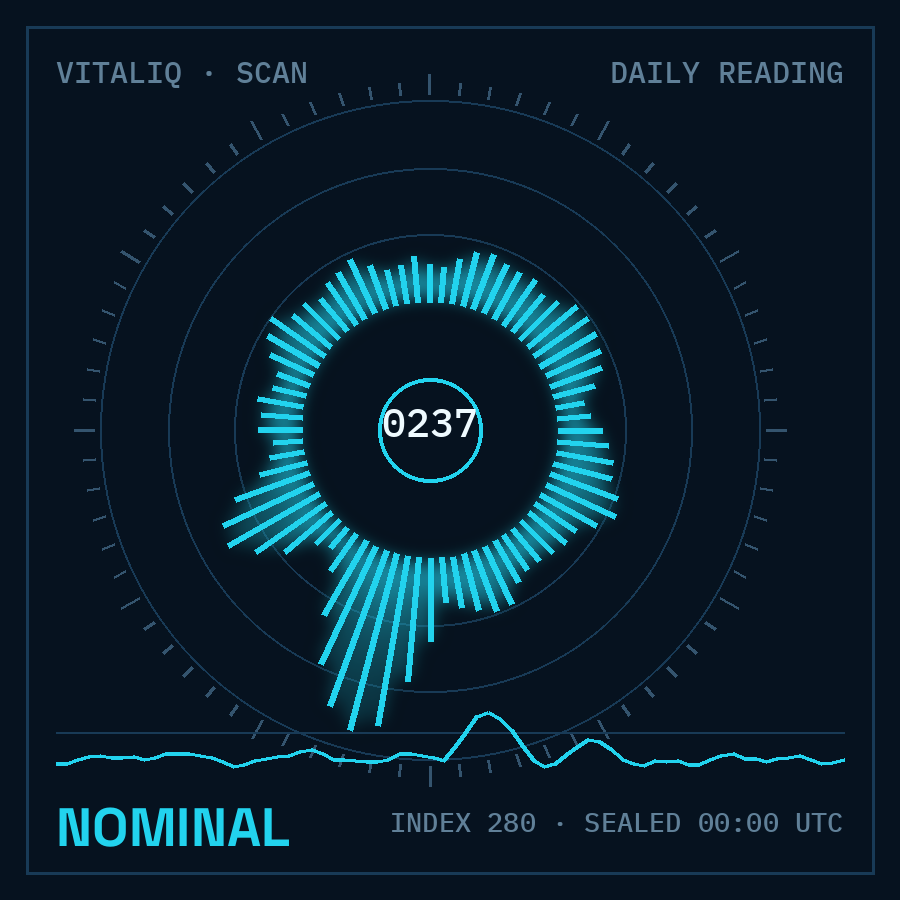 VITALIQ · SCAN
DAILY READING
0237
NOMINAL
INDEX 280 · SEALED 00:00 UTC